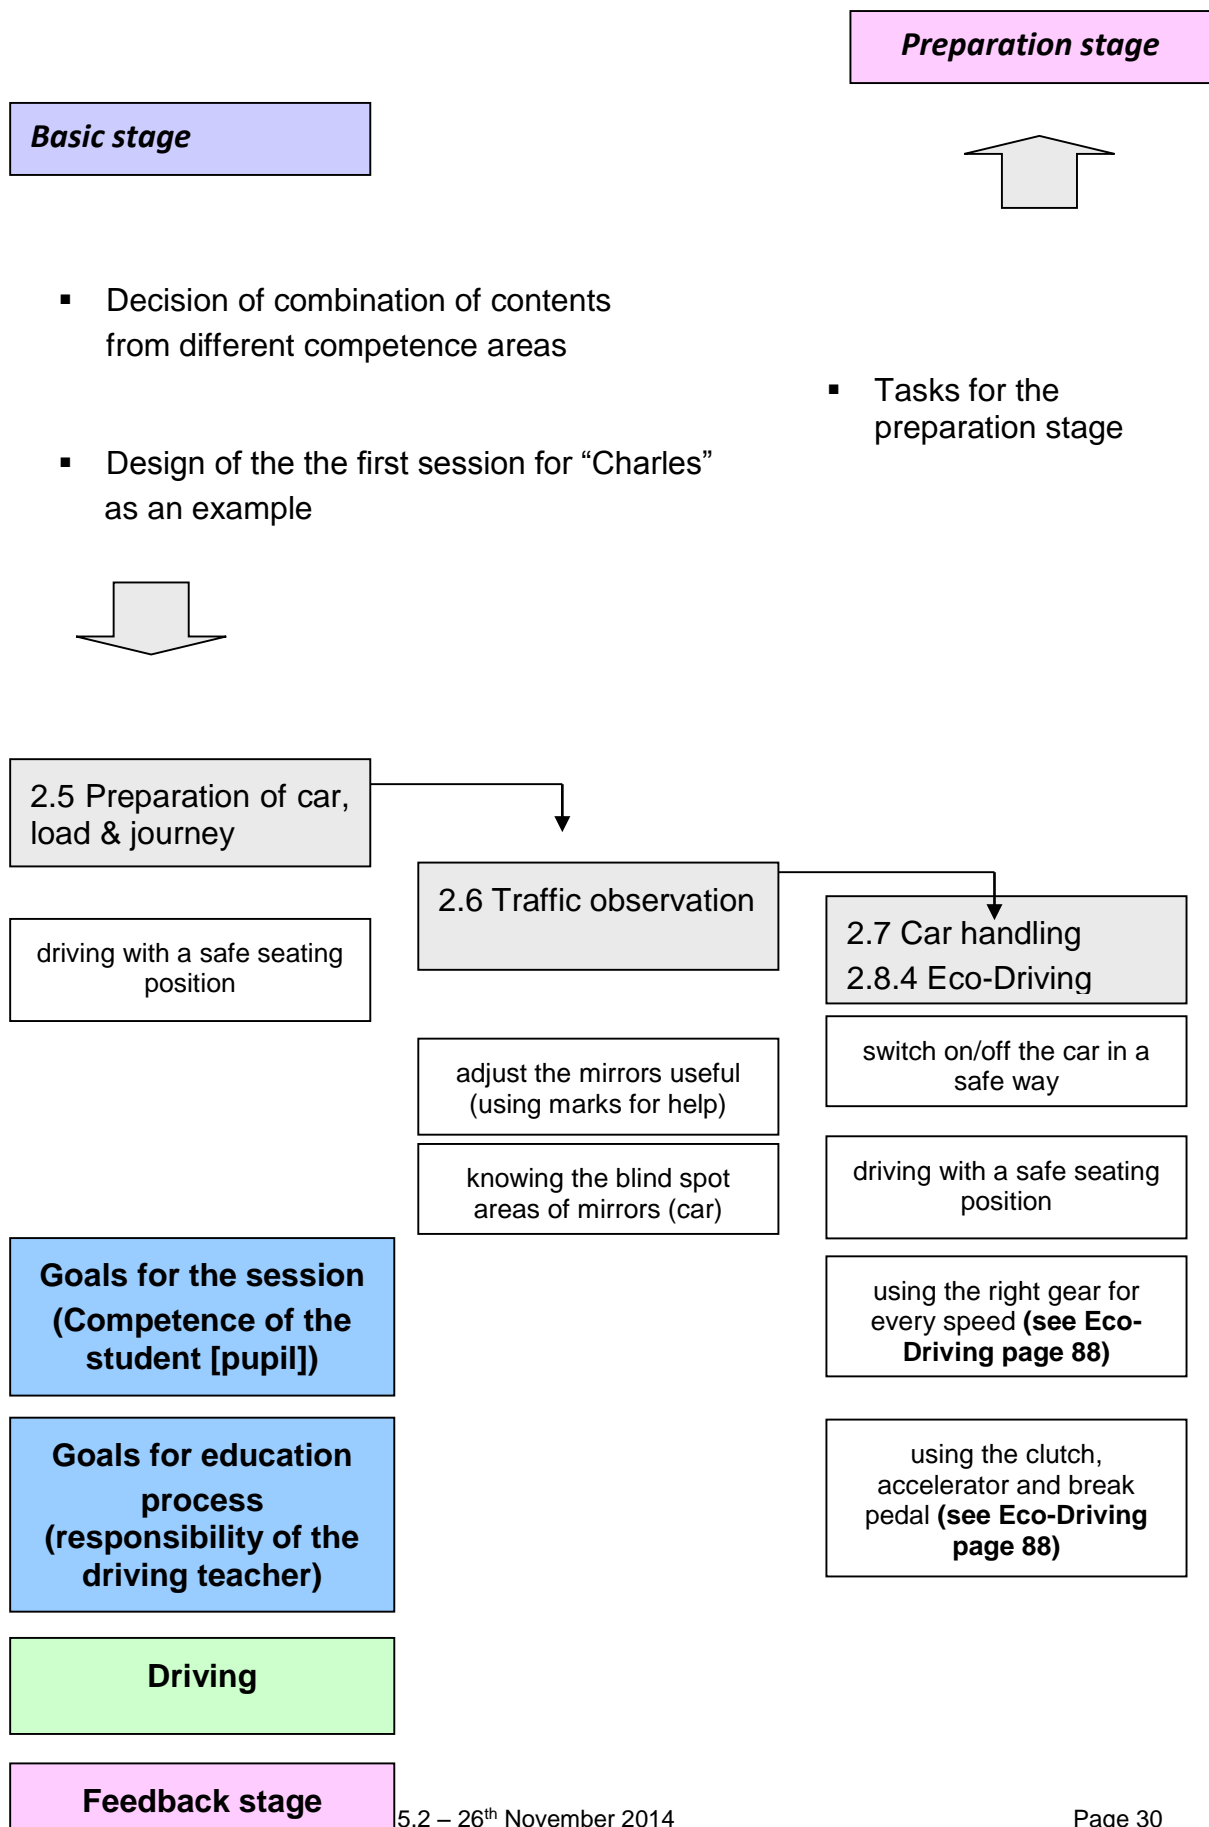 Preparation stage
Basic stage
▪ Decision of combination of contents
from different competence areas
▪ Tasks for the
preparation stage
▪ Design of the the first session for “Charles”
as an example
2.5 Preparation of car,
load & journey
2.6 Traffic observation
2.7 Car handling
2.8.4 Eco-Driving
driving with a safe seating
position
adjust the mirrors useful
(using marks for help)
knowing the blind spot
areas of mirrors (car)
switch on/off the car in a
safe way
driving with a safe seating
position
using the right gear for
every speed (see Eco-
Driving page 88)
using the clutch,
accelerator and break
pedal (see Eco-Driving
page 88)
Goals for the session
(Competence of the
student [pupil])
Goals for education
process
(responsibility of the
driving teacher)
Driving
Feedback stage
5.2 – 26th November 2014
Page 30